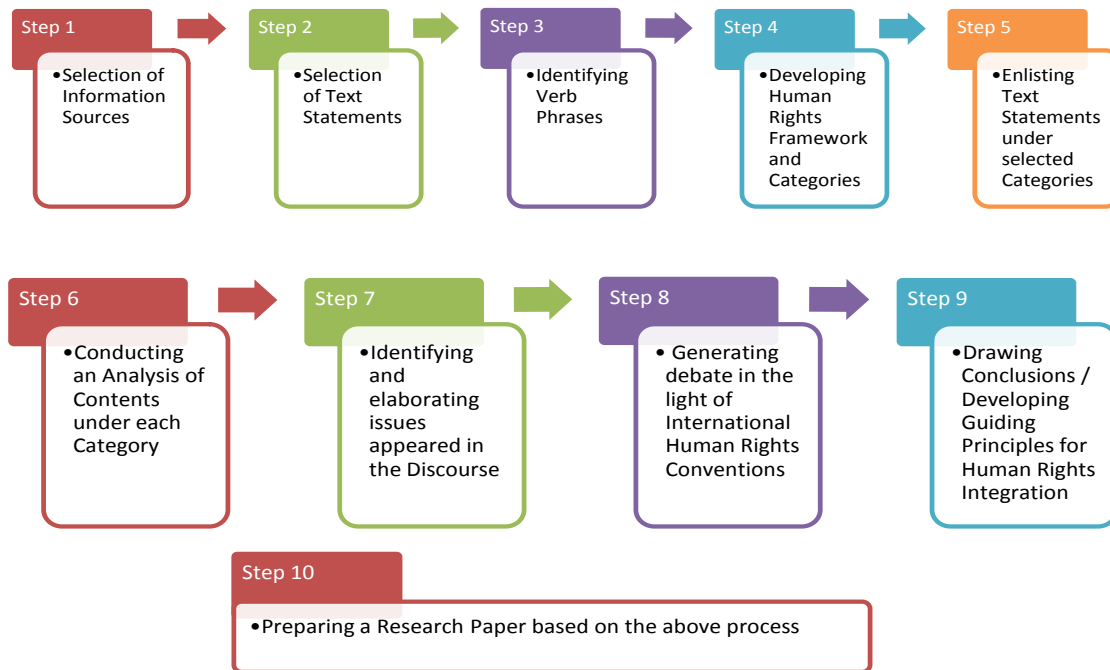 Step 1
•Selection of
Information
Sources
Step 2
•Selection
of Text
Statements
Step 3
•Identifying
Verb
Phrases
Step 4
•Developing
Human
Rights
Framework
and
Categories
Step 5
•Enlisting
Text
Statements
under
selected
Categories
Step 6
•Conducting
an Analysis of
Contents
under each
Category
Step 7
•Identifying
and
elaborating
issues
appeared in
the Discourse
Step 8
• Generating
debate in the
light of
International
Human Rights
Conventions
Step 9
•Drawing
Conclusions /
Developing
Guiding
Principles for
Human Rights
Integration
Step 10
•Preparing a Research Paper based on the above process